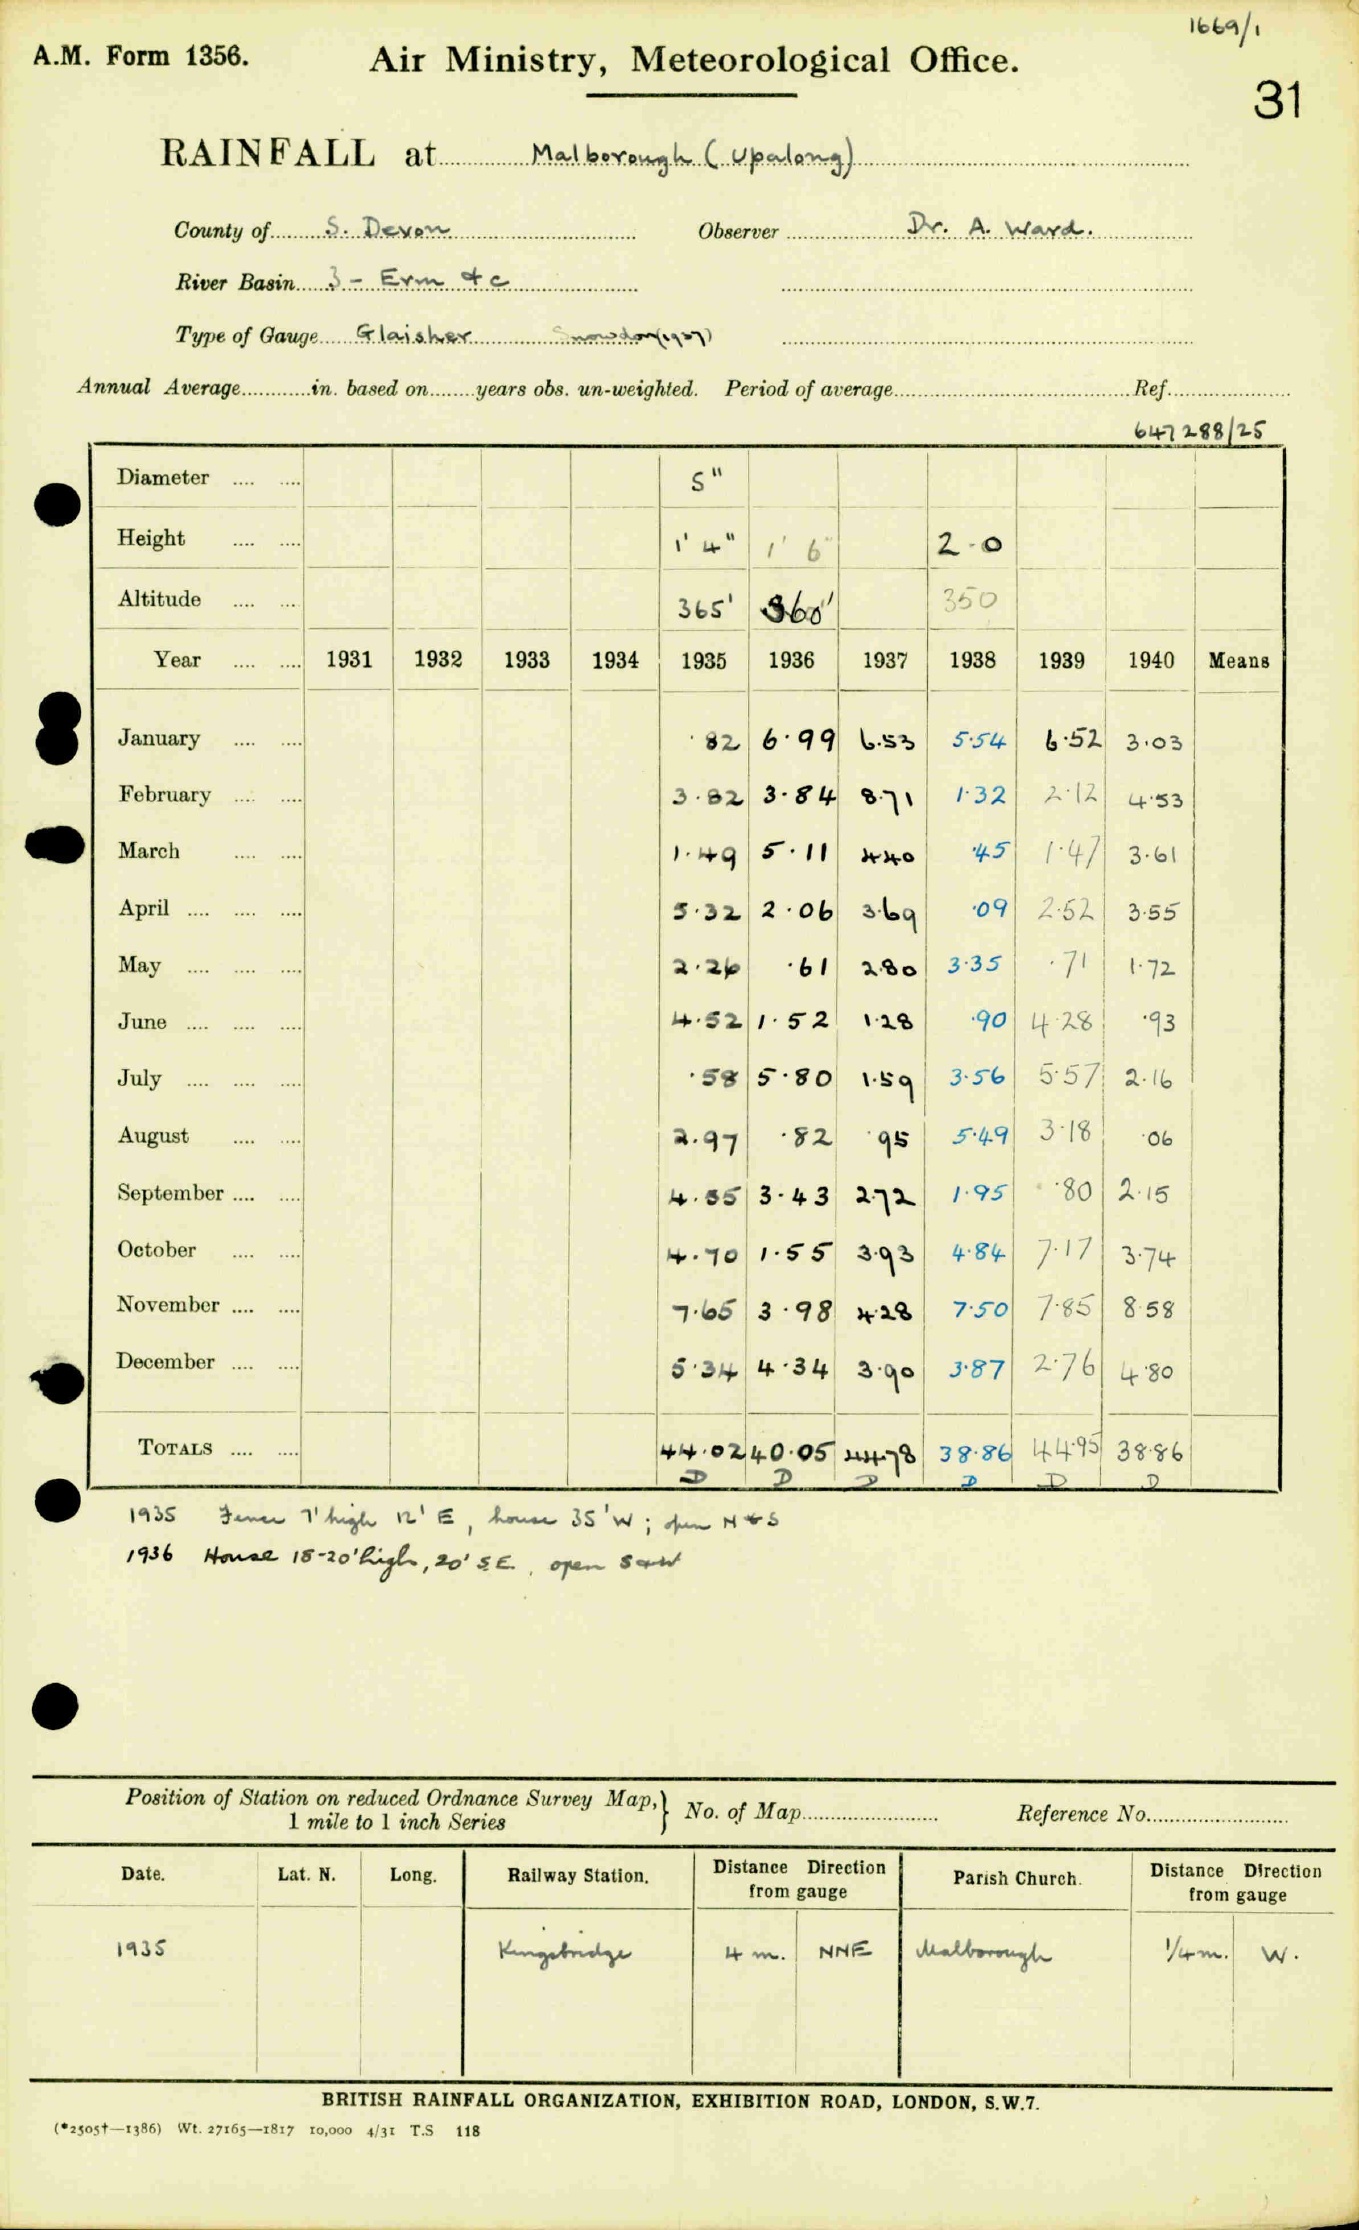 1669/1
A.M. Form 1356. Air Ministry, Meteorological Office.
31
RAINFALL at Malborough (Upalong)
County of S. Devon Observer Dr. A. Ward.
River Basin 3 - Erm &c
Type of Gauge Glaisher Snowdon (1937)
Annual Average in. based on years obs. un-weighted. Period of average Ref.
647288/25
Diameter 5"
Height 1' 4" 1' 6" 2-0
Altitude 365' 360' 350
Year 1931 1932 1933 1934 1935 1936 1937 1938 1939 1940 Means
January ·82 6·99 6·53 5·54 6·52 3·03
February 3·82 3·84 8·71 1·32 2·12 4·53
March 1·49 5·11 4·40 ·45 1·47 3·61
April 5·32 2·06 3·69 ·09 2·52 3·55
May 2·26 ·61 2·80 3·35 ·71 1·72
June 4·52 1·52 1·28 ·90 4·28 ·93
July ·58 5·80 1·59 3·56 5·57 2·16
August 2·97 ·82 ·95 5·49 3·18 ·06
September 4·55 3·43 2·72 1·95 ·80 2·15
October 4·70 1·55 3·93 4·84 7·17 3·74
November 7·65 3·98 4·28 7·50 7·85 8·58
December 5·34 4·34 3·90 3·87 2·76 4·80
TOTALS 44·02 40·05 44·78 38·86 44·95 38·86
D D D D D D
1935 Fence 7' high 12' E, house 35' W; open N & S
1936 House 15-20' high, 20' S.E., open S & W
Position of Station on reduced Ordnance Survey Map, 1 mile to 1 inch Series } No. of Map Reference No.
Date. Lat. N. Long. Railway Station. Distance Direction from gauge Parish Church. Distance Direction from gauge
1935 Kingsbridge 4 m. NNE Malborough 1/4 m. W.
BRITISH RAINFALL ORGANIZATION, EXHIBITION ROAD, LONDON, S.W.7.
(*2505†—1386) Wt. 27165—1817 10,000 4/31 T.S 118